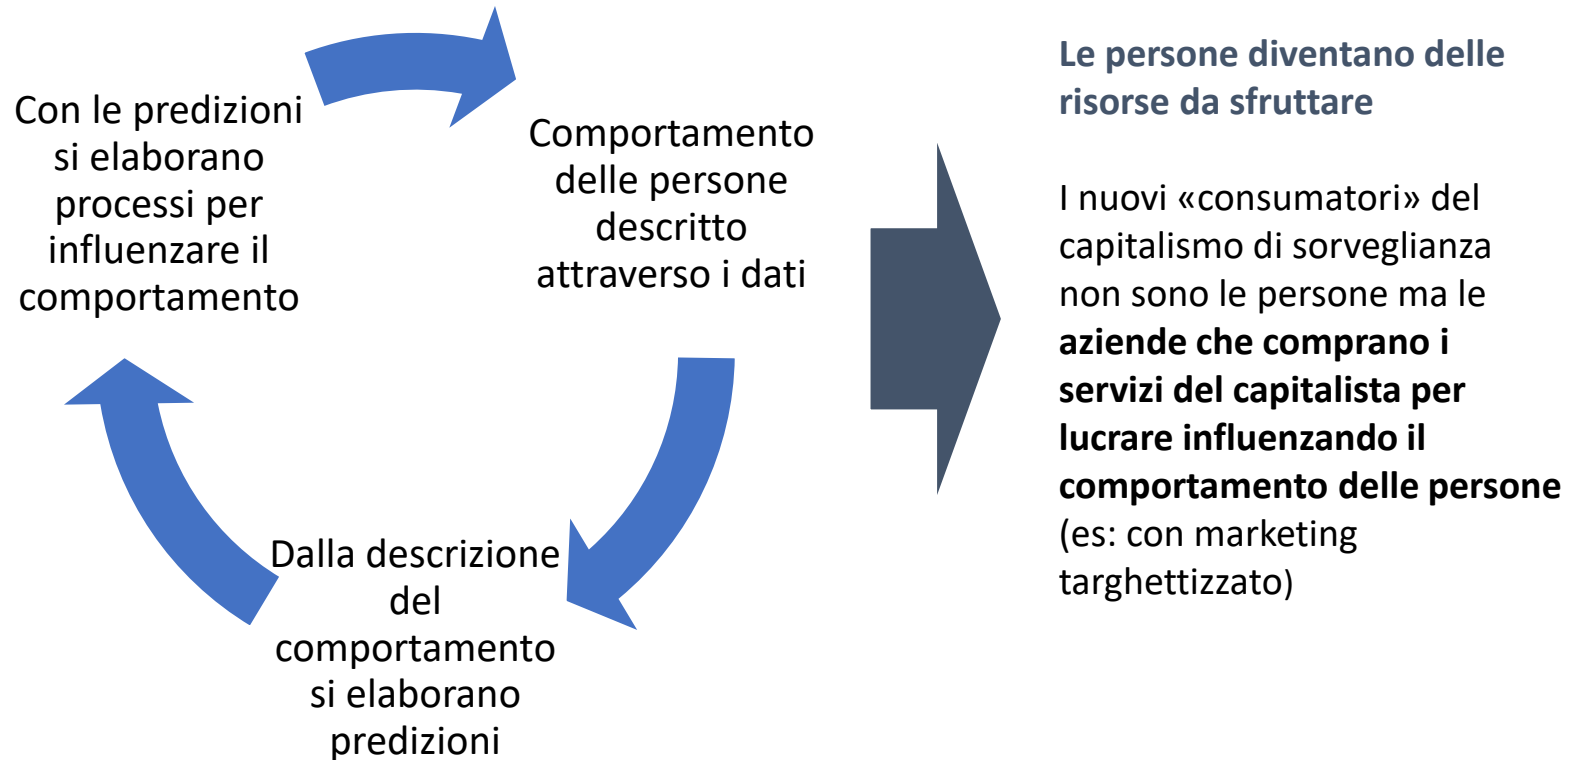 Con le predizioni
si elaborano
processi per
influenzare il
comportamento
Comportamento
delle persone
descritto
attraverso i dati
Dalla descrizione
del
comportamento
si elaborano
predizioni
Le persone diventano delle
risorse da sfruttare
I nuovi «consumatori» del
capitalismo di sorveglianza
non sono le persone ma le
aziende che comprano i
servizi del capitalista per
lucrare influenzando il
comportamento delle persone
(es: con marketing
targhettizzato)